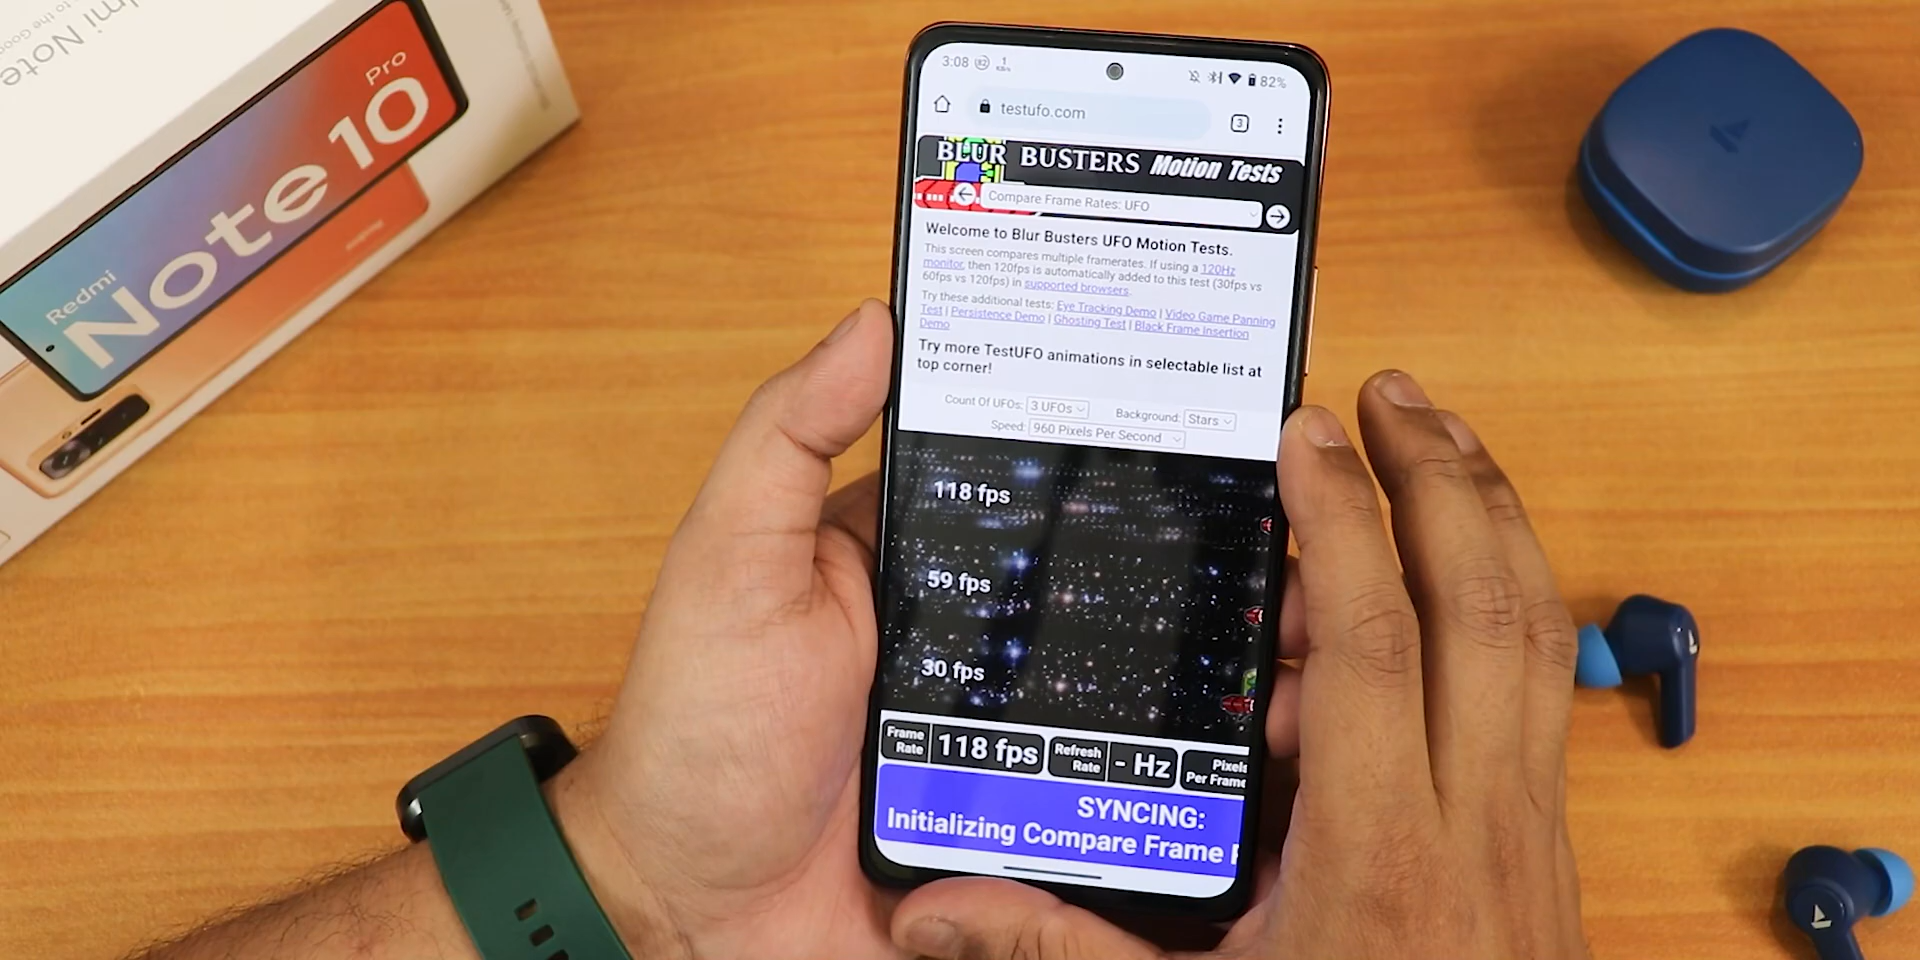 Redmi
Note 10
Pro
3:08 82 1
KB/s
82%
testufo.com
3
BLUR BUSTERS Motion Tests
Compare Frame Rates: UFO
Welcome to Blur Busters UFO Motion Tests.
This screen compares multiple framerates. If using a 120Hz
monitor, then 120fps is automatically added to this test (30fps vs
60fps vs 120fps) in supported browsers.
Try these additional tests: Eye Tracking Demo | Video Game Panning
Test | Persistence Demo | Ghosting Test | Black Frame Insertion
Demo
Try more TestUFO animations in selectable list at
top corner!
Count Of UFOs: 3 UFOs Background: Stars
Speed: 960 Pixels Per Second
118 fps
59 fps
30 fps
Frame
Rate
118 fps
Refresh
Rate
- Hz
Pixels
Per Frame
SYNCING:
Initializing Compare Frame